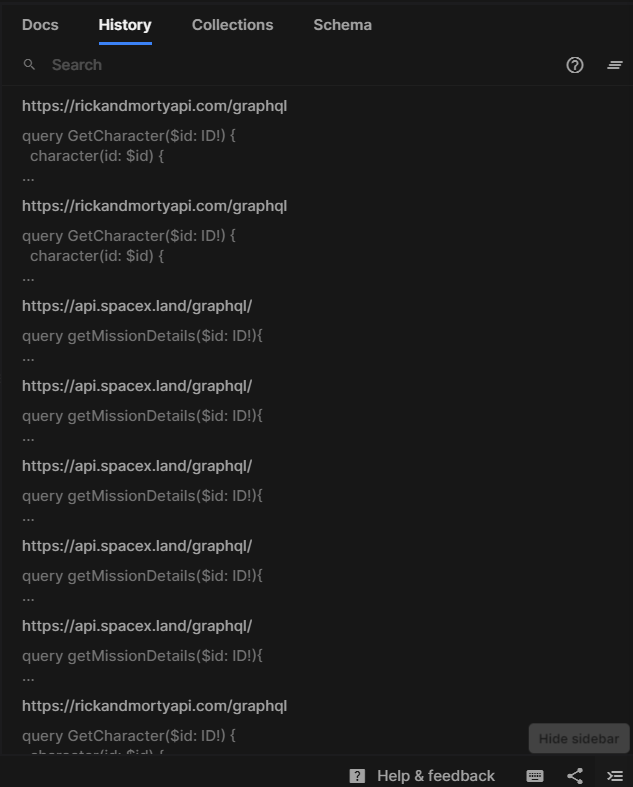 Docs History Collections Schema
Search
https://rickandmortyapi.com/graphql
query GetCharacter($id: ID!) {
character(id: $id) {
...
https://rickandmortyapi.com/graphql
query GetCharacter($id: ID!) {
character(id: $id) {
...
https://api.spacex.land/graphql/
query getMissionDetails($id: ID!){
...
https://api.spacex.land/graphql/
query getMissionDetails($id: ID!){
...
https://api.spacex.land/graphql/
query getMissionDetails($id: ID!){
...
https://api.spacex.land/graphql/
query getMissionDetails($id: ID!){
...
https://api.spacex.land/graphql/
query getMissionDetails($id: ID!){
...
https://rickandmortyapi.com/graphql
query GetCharacter($id: ID!) {
character(id: $id) {
Hide sidebar
Help & feedback